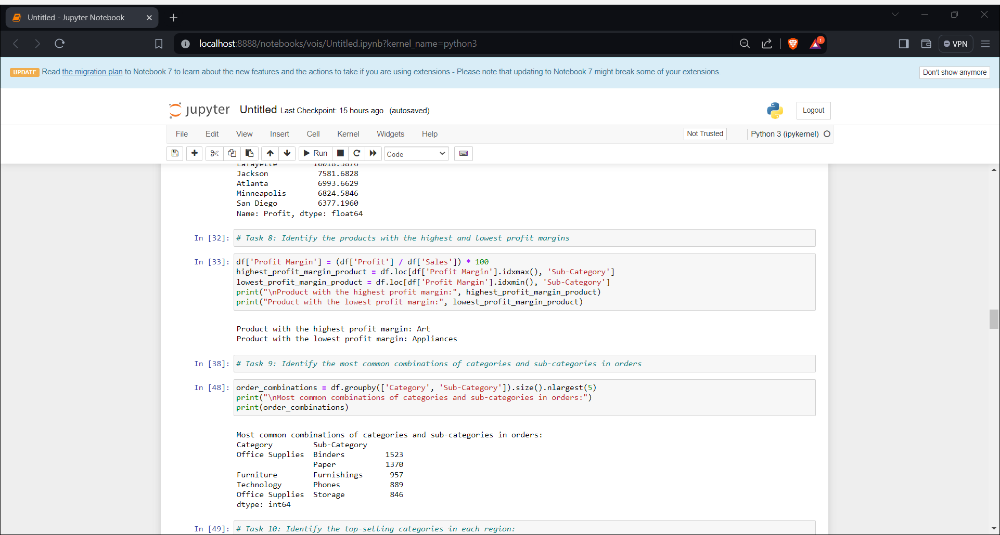 Untitled - Jupyter Notebook
localhost:8888/notebooks/vois/Untitled.ipynb?kernel_name=python3
1
VPN
UPDATE Read the migration plan to Notebook 7 to learn about the new features and the actions to take if you are using extensions - Please note that updating to Notebook 7 might break some of your extensions.
Don't show anymore
jupyter Untitled Last Checkpoint: 15 hours ago (autosaved)
Logout
File Edit View Insert Cell Kernel Widgets Help
Not Trusted
Python 3 (ipykernel)
Run
Code
Lafayette 10018.3876
Jackson 7581.6828
Atlanta 6993.6629
Minneapolis 6824.5846
San Diego 6377.1960
Name: Profit, dtype: float64
In [32]: # Task 8: Identify the products with the highest and lowest profit margins
In [33]: df['Profit Margin'] = (df['Profit'] / df['Sales']) * 100
highest_profit_margin_product = df.loc[df['Profit Margin'].idxmax(), 'Sub-Category']
lowest_profit_margin_product = df.loc[df['Profit Margin'].idxmin(), 'Sub-Category']
print("\nProduct with the highest profit margin:", highest_profit_margin_product)
print("Product with the lowest profit margin:", lowest_profit_margin_product)
Product with the highest profit margin: Art
Product with the lowest profit margin: Appliances
In [38]: # Task 9: Identify the most common combinations of categories and sub-categories in orders
In [48]: order_combinations = df.groupby(['Category', 'Sub-Category']).size().nlargest(5)
print("\nMost common combinations of categories and sub-categories in orders:")
print(order_combinations)
Most common combinations of categories and sub-categories in orders:
Category Sub-Category
Office Supplies Binders 1523
Paper 1370
Furniture Furnishings 957
Technology Phones 889
Office Supplies Storage 846
dtype: int64
In [49]: # Task 10: Identify the top-selling categories in each region: